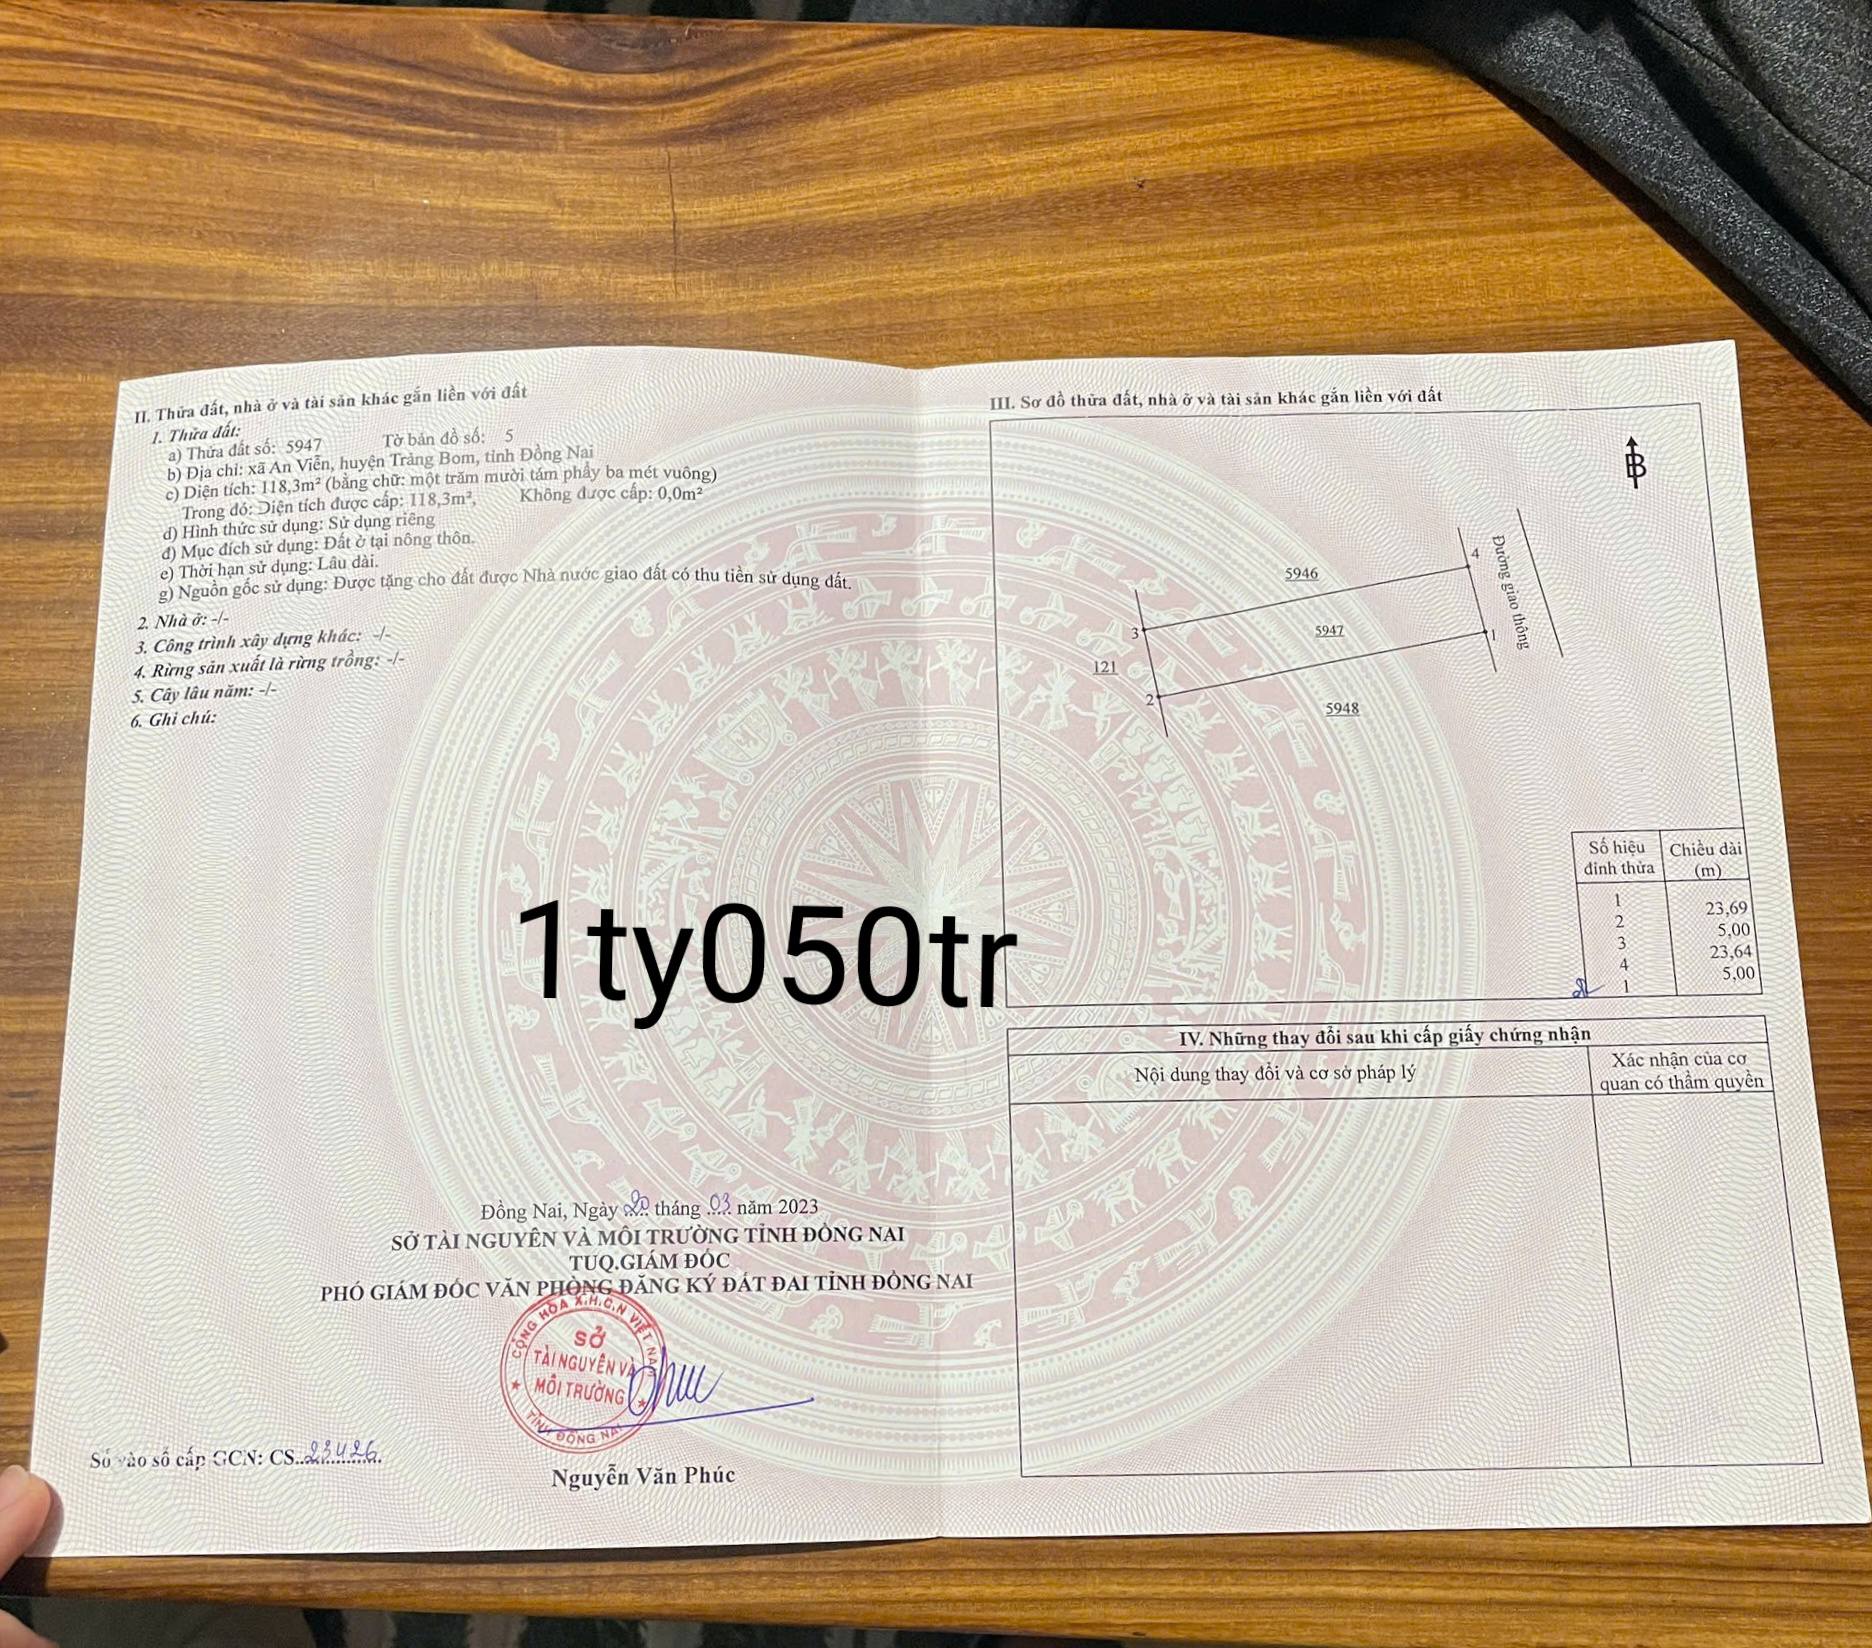 II. Thửa đất, nhà ở và tài sản khác gắn liền với đất
1. Thửa đất:
a) Thửa đất số: 5947 Tờ bản đồ số: 5
b) Địa chỉ: xã An Viễn, huyện Trảng Bom, tỉnh Đồng Nai
c) Diện tích: 118,3m² (bằng chữ: một trăm mười tám phẩy ba mét vuông)
Trong đó: Diện tích được cấp: 118,3m², Không được cấp: 0,0m²
d) Hình thức sử dụng: Sử dụng riêng
đ) Mục đích sử dụng: Đất ở tại nông thôn.
e) Thời hạn sử dụng: Lâu dài.
g) Nguồn gốc sử dụng: Được tặng cho đất được Nhà nước giao đất có thu tiền sử dụng đất.
2. Nhà ở: -/-
3. Công trình xây dựng khác: -/-
4. Rừng sản xuất là rừng trồng: -/-
5. Cây lâu năm: -/-
6. Ghi chú:
1ty050tr
Đồng Nai, Ngày 20 tháng 03 năm 2023
SỞ TÀI NGUYÊN VÀ MÔI TRƯỜNG TỈNH ĐỒNG NAI
TUQ.GIÁM ĐỐC
PHÓ GIÁM ĐỐC VĂN PHÒNG ĐĂNG KÝ ĐẤT ĐAI TỈNH ĐỒNG NAI
CỘNG HÒA X.H.C.N VIỆT NAM
SỞ
TÀI NGUYÊN VÀ
MÔI TRƯỜNG
TỈNH ĐỒNG NAI
Phuc
Nguyễn Văn Phúc
Số vào sổ cấp GCN: CS..23426.
III. Sơ đồ thửa đất, nhà ở và tài sản khác gắn liền với đất
B
4
Đường giao thông
5946
3
5947
1
121
2
5948
Số hiệu đỉnh thửa Chiều dài (m)
1
23,69
2
5,00
3
23,64
4
5,00
1
IV. Những thay đổi sau khi cấp giấy chứng nhận
Nội dung thay đổi và cơ sở pháp lý
Xác nhận của cơ
quan có thẩm quyền